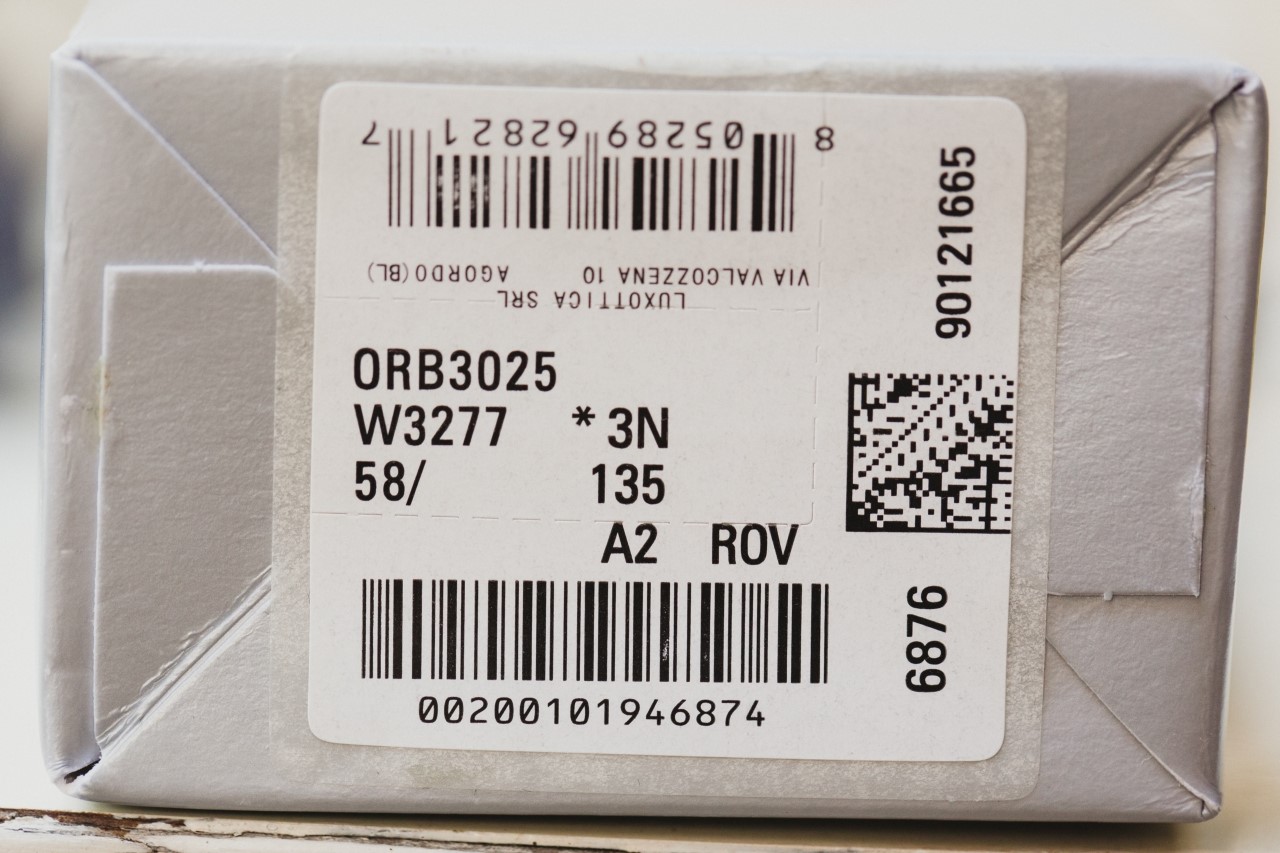 8 05289 62821 7
LUXOTTICA SRL
VIA VALCOZZENA 10 AGORDO (BL)
0RB3025
W3277 * 3N
58/ 135
A2 ROV
00200101946874
90121665
6876